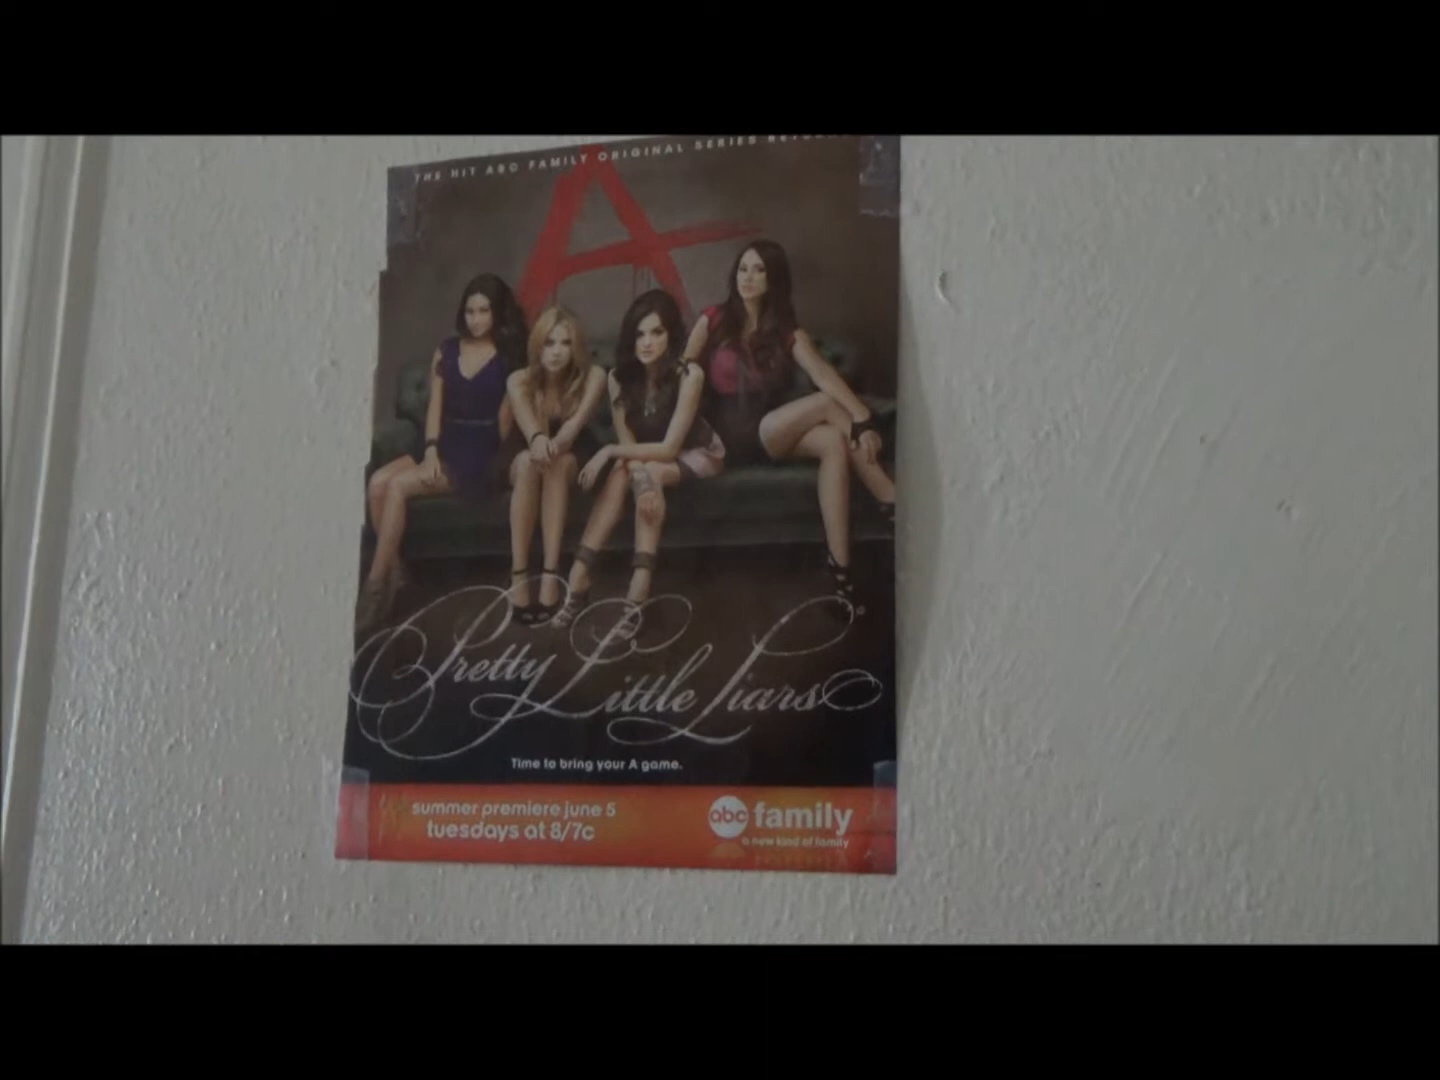 THE HIT ABC FAMILY ORIGINAL SERIES
A
Pretty Little Liars
Time to bring your A game.
summer premiere june 5
tuesdays at 8/7c
abc family
a new kind of family